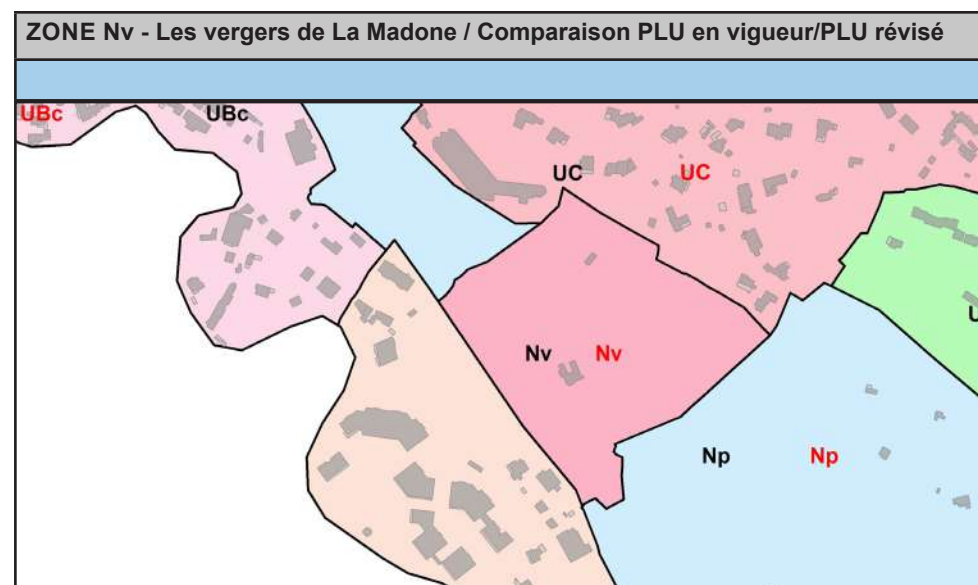 ZONE Nv - Les vergers de La Madone / Comparaison PLU en vigueur/PLU révisé
UBc UBc
UC UC
Nv Nv
Np Np